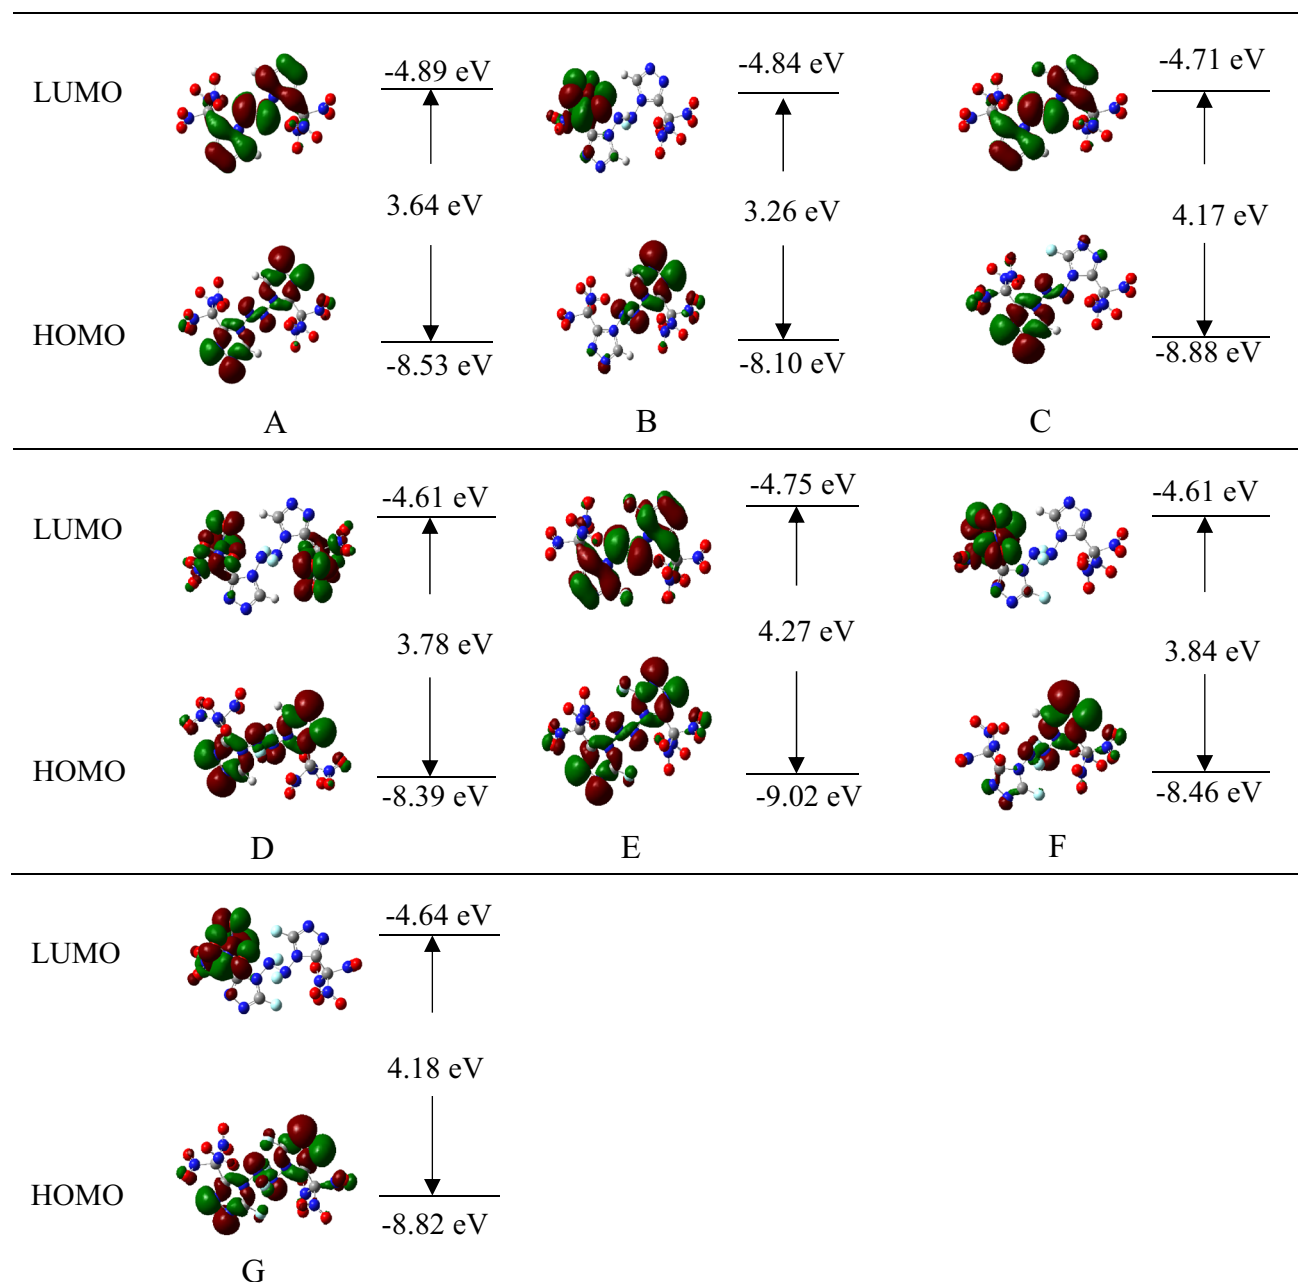 LUMO -4.89 eV -4.84 eV -4.71 eV
3.64 eV 3.26 eV 4.17 eV
HOMO -8.53 eV -8.10 eV -8.88 eV
A B C
LUMO -4.61 eV -4.75 eV -4.61 eV
3.78 eV 4.27 eV 3.84 eV
HOMO -8.39 eV -9.02 eV -8.46 eV
D E F
LUMO -4.64 eV
4.18 eV
HOMO -8.82 eV
G